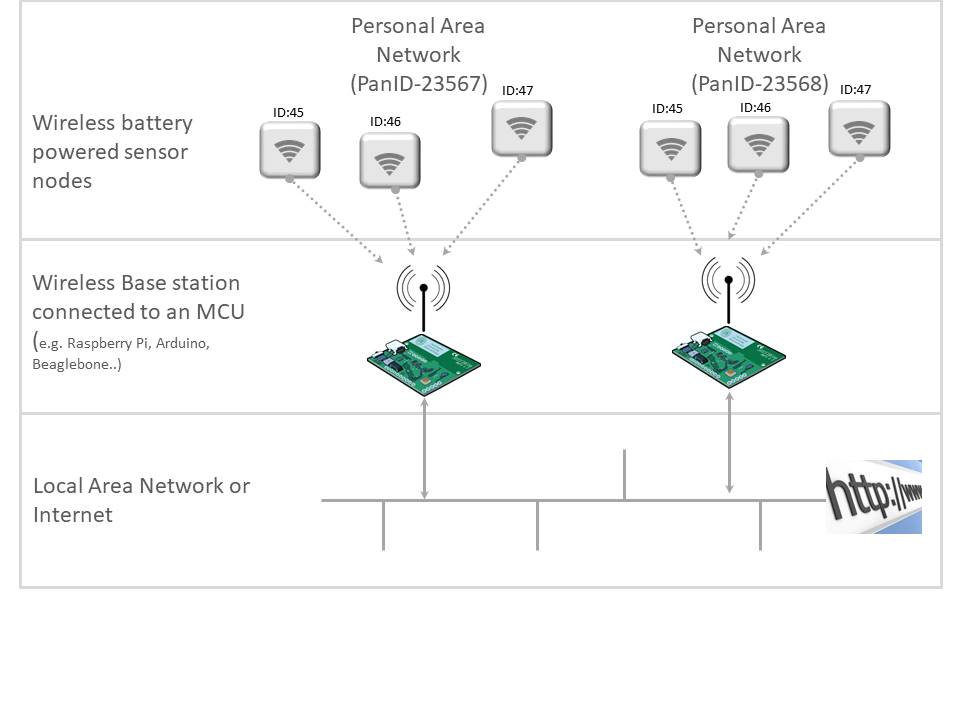 Personal Area
Network
(PanID-23567)
Personal Area
Network
(PanID-23568)
Wireless battery
powered sensor
nodes
ID:45
ID:46
ID:47
ID:45
ID:46
ID:47
Wireless Base station
connected to an MCU
(e.g. Raspberry Pi, Arduino,
Beaglebone..)
Local Area Network or
Internet
http://www